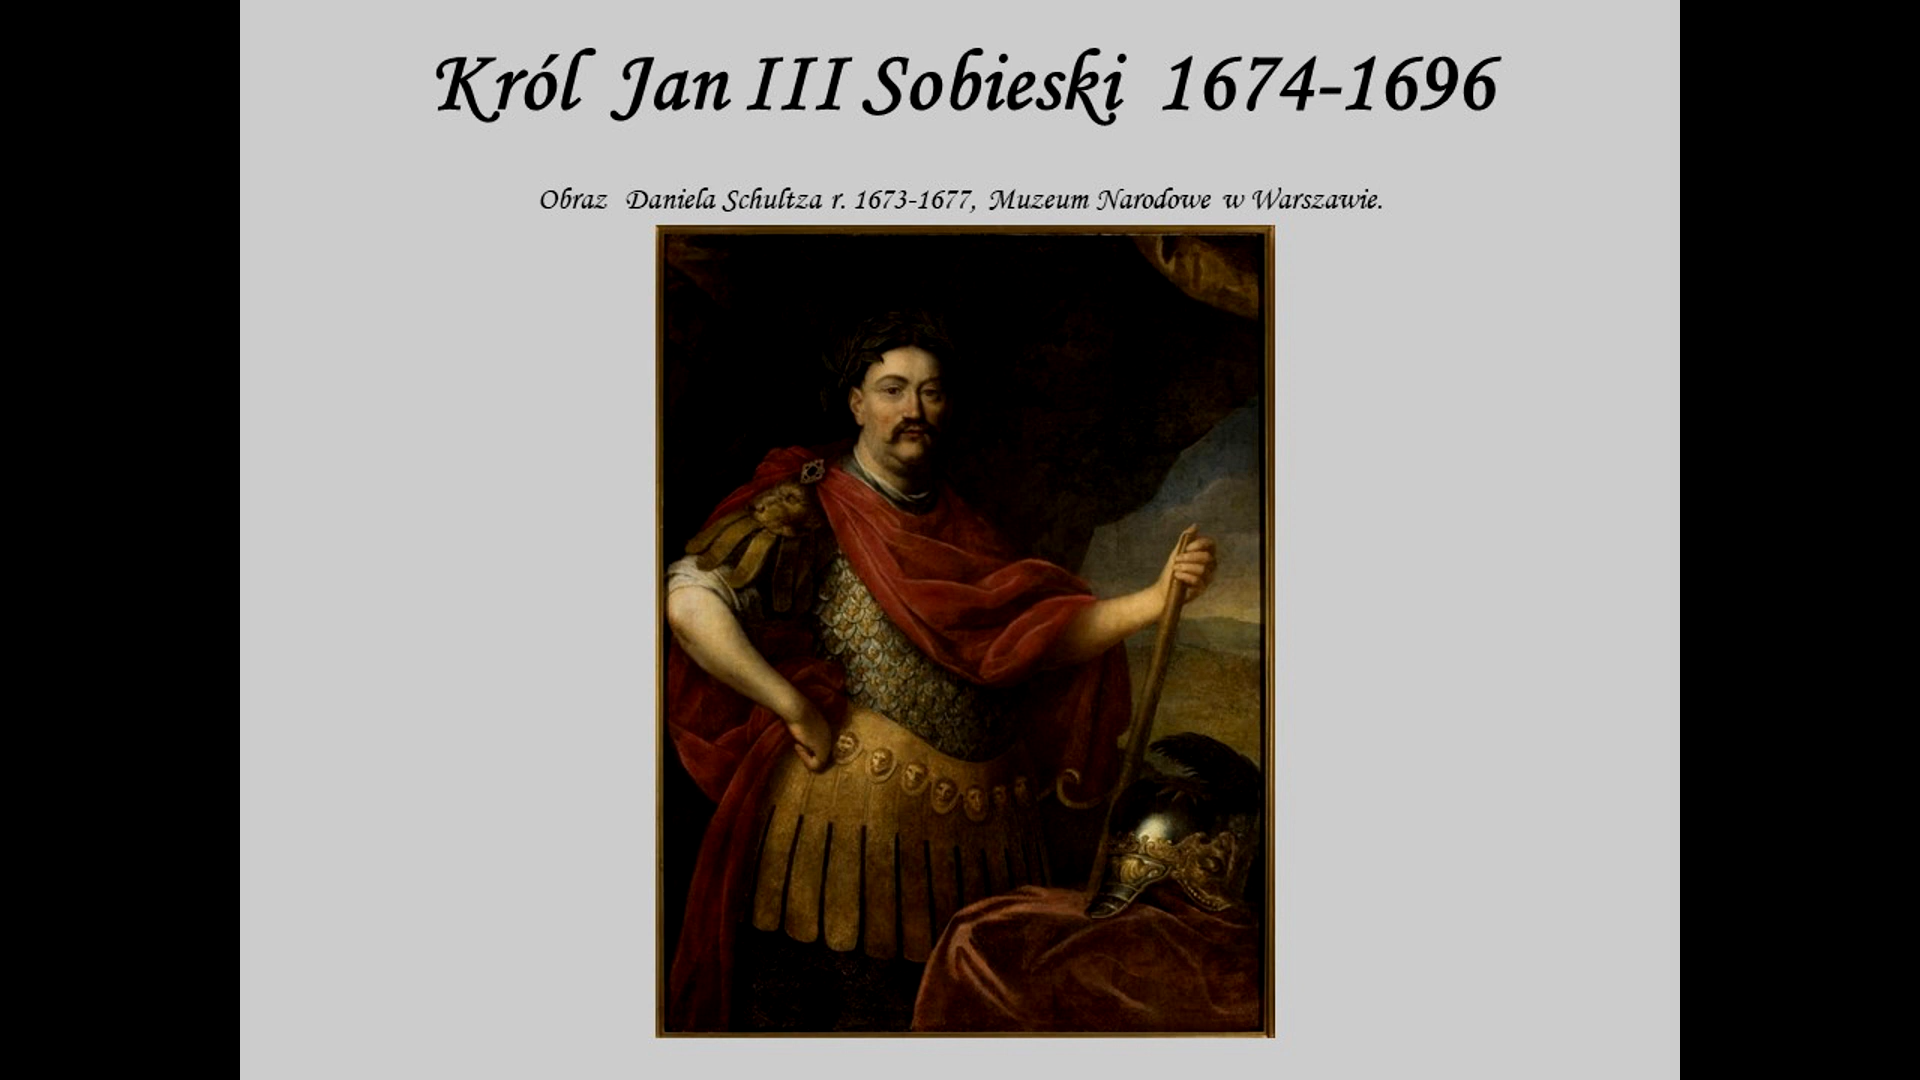 Król Jan III Sobieski 1674-1696
Obraz Daniela Schultza r. 1673-1677, Muzeum Narodowe w Warszawie.